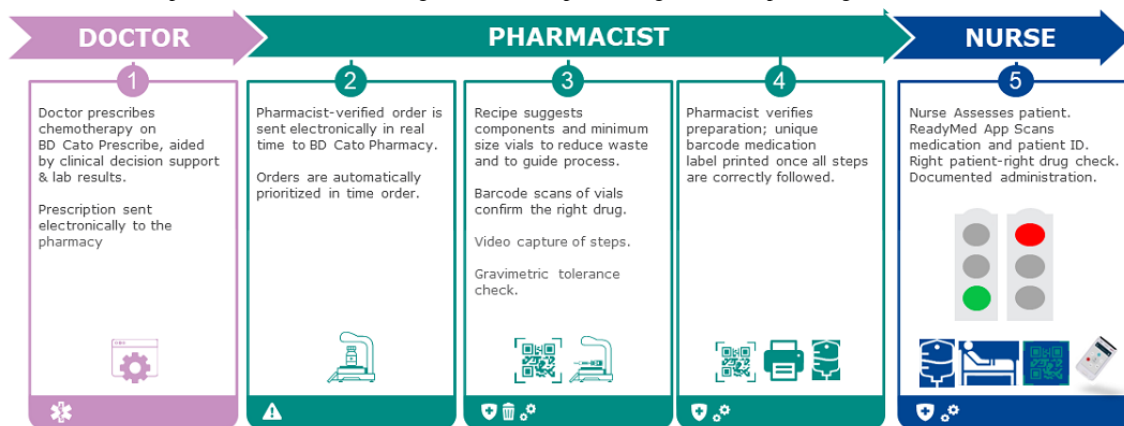 DOCTOR
PHARMACIST
NURSE
1
Doctor prescribes
chemotherapy on
BD Cato Prescribe, aided
by clinical decision support
& lab results.
Prescription sent
electronically to the
pharmacy
2
Pharmacist-verified order is
sent electronically in real
time to BD Cato Pharmacy.
Orders are automatically
prioritized in time order.
3
Recipe suggests
components and minimum
size vials to reduce waste
and to guide process.
Barcode scans of vials
confirm the right drug.
Video capture of steps.
Gravimetric tolerance
check.
4
Pharmacist verifies
preparation; unique
barcode medication
label printed once all steps
are correctly followed.
5
Nurse Assesses patient.
ReadyMed App Scans
medication and patient ID.
Right patient-right drug check.
Documented administration.